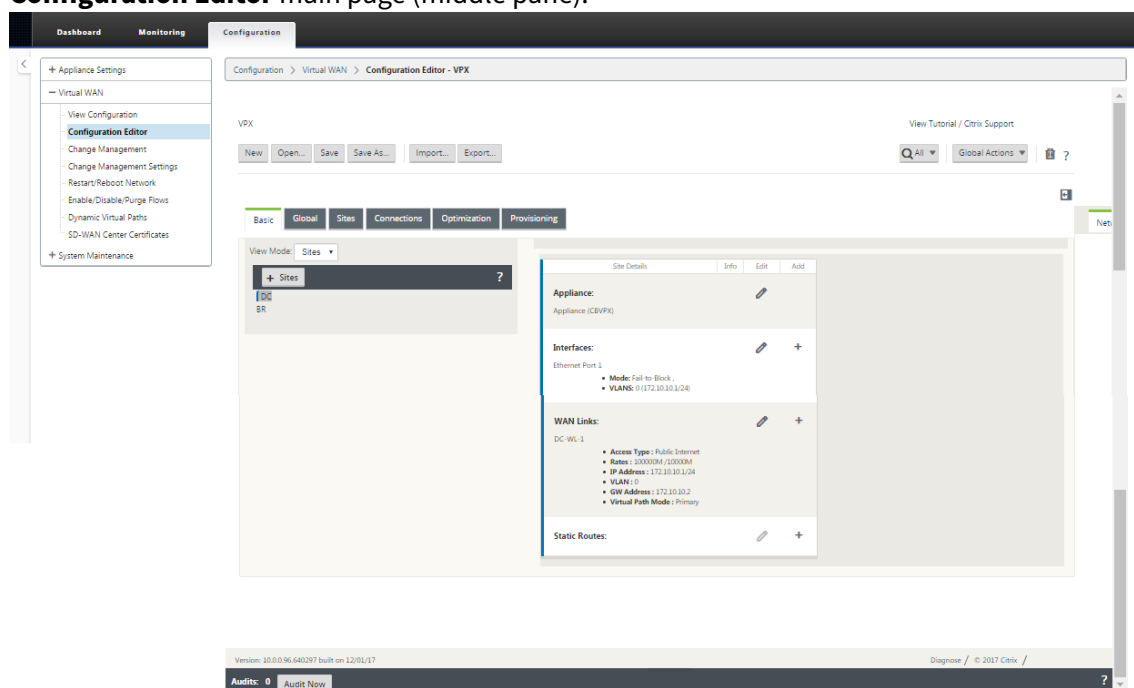 Configuration Editor main page (middle pane).
Dashboard Monitoring Configuration
+ Appliance Settings
− Virtual WAN
View Configuration
Configuration Editor
Change Management
Change Management Settings
Restart/Reboot Network
Enable/Disable/Purge Flows
Dynamic Virtual Paths
SD-WAN Center Certificates
+ System Maintenance
Configuration > Virtual WAN > Configuration Editor - VPX
VPX
View Tutorial / Citrix Support
New Open... Save Save As... Import... Export...
All Global Actions ?
Basic Global Sites Connections Optimization Provisioning
View Mode: Sites
+ Sites ?
DC
BR
Site Details Info Edit Add
Appliance:
Appliance (CBVPX)
Interfaces: +
Ethernet Port 1
• Mode: Fail-to-Block ,
• VLANS: 0 (172.10.10.1/24)
WAN Links: +
DC-WL-1
• Access Type : Public Internet
• Rates : 100000M /10000M
• IP Address : 172.10.10.1/24
• VLAN : 0
• GW Address : 172.10.10.2
• Virtual Path Mode : Primary
Static Routes: +
Version: 10.0.0.96.640297 built on 12/01/17
Diagnose / © 2017 Citrix /
Audits: 0 Audit Now ?